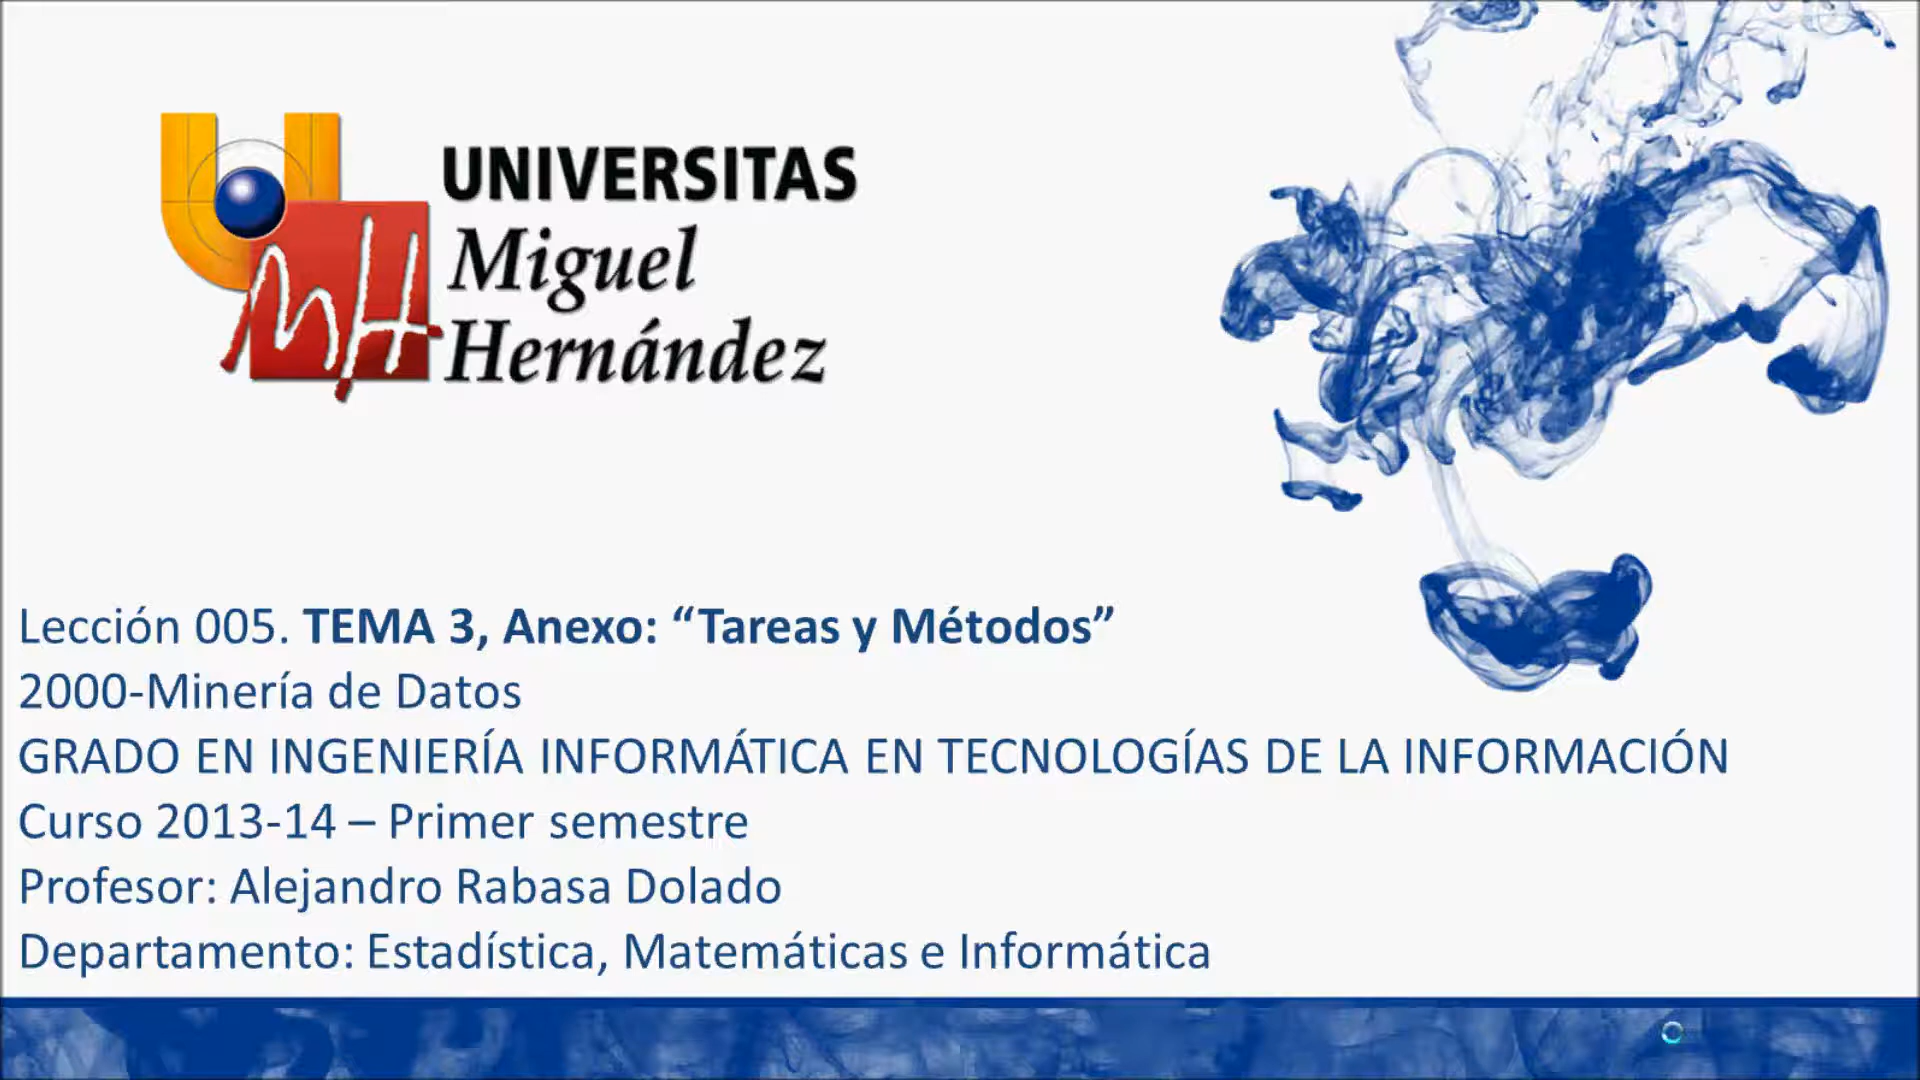 UMH
UNIVERSITAS
Miguel
Hernández
Lección 005. TEMA 3, Anexo: “Tareas y Métodos”
2000-Minería de Datos
GRADO EN INGENIERÍA INFORMÁTICA EN TECNOLOGÍAS DE LA INFORMACIÓN
Curso 2013-14 – Primer semestre
Profesor: Alejandro Rabasa Dolado
Departamento: Estadística, Matemáticas e Informática